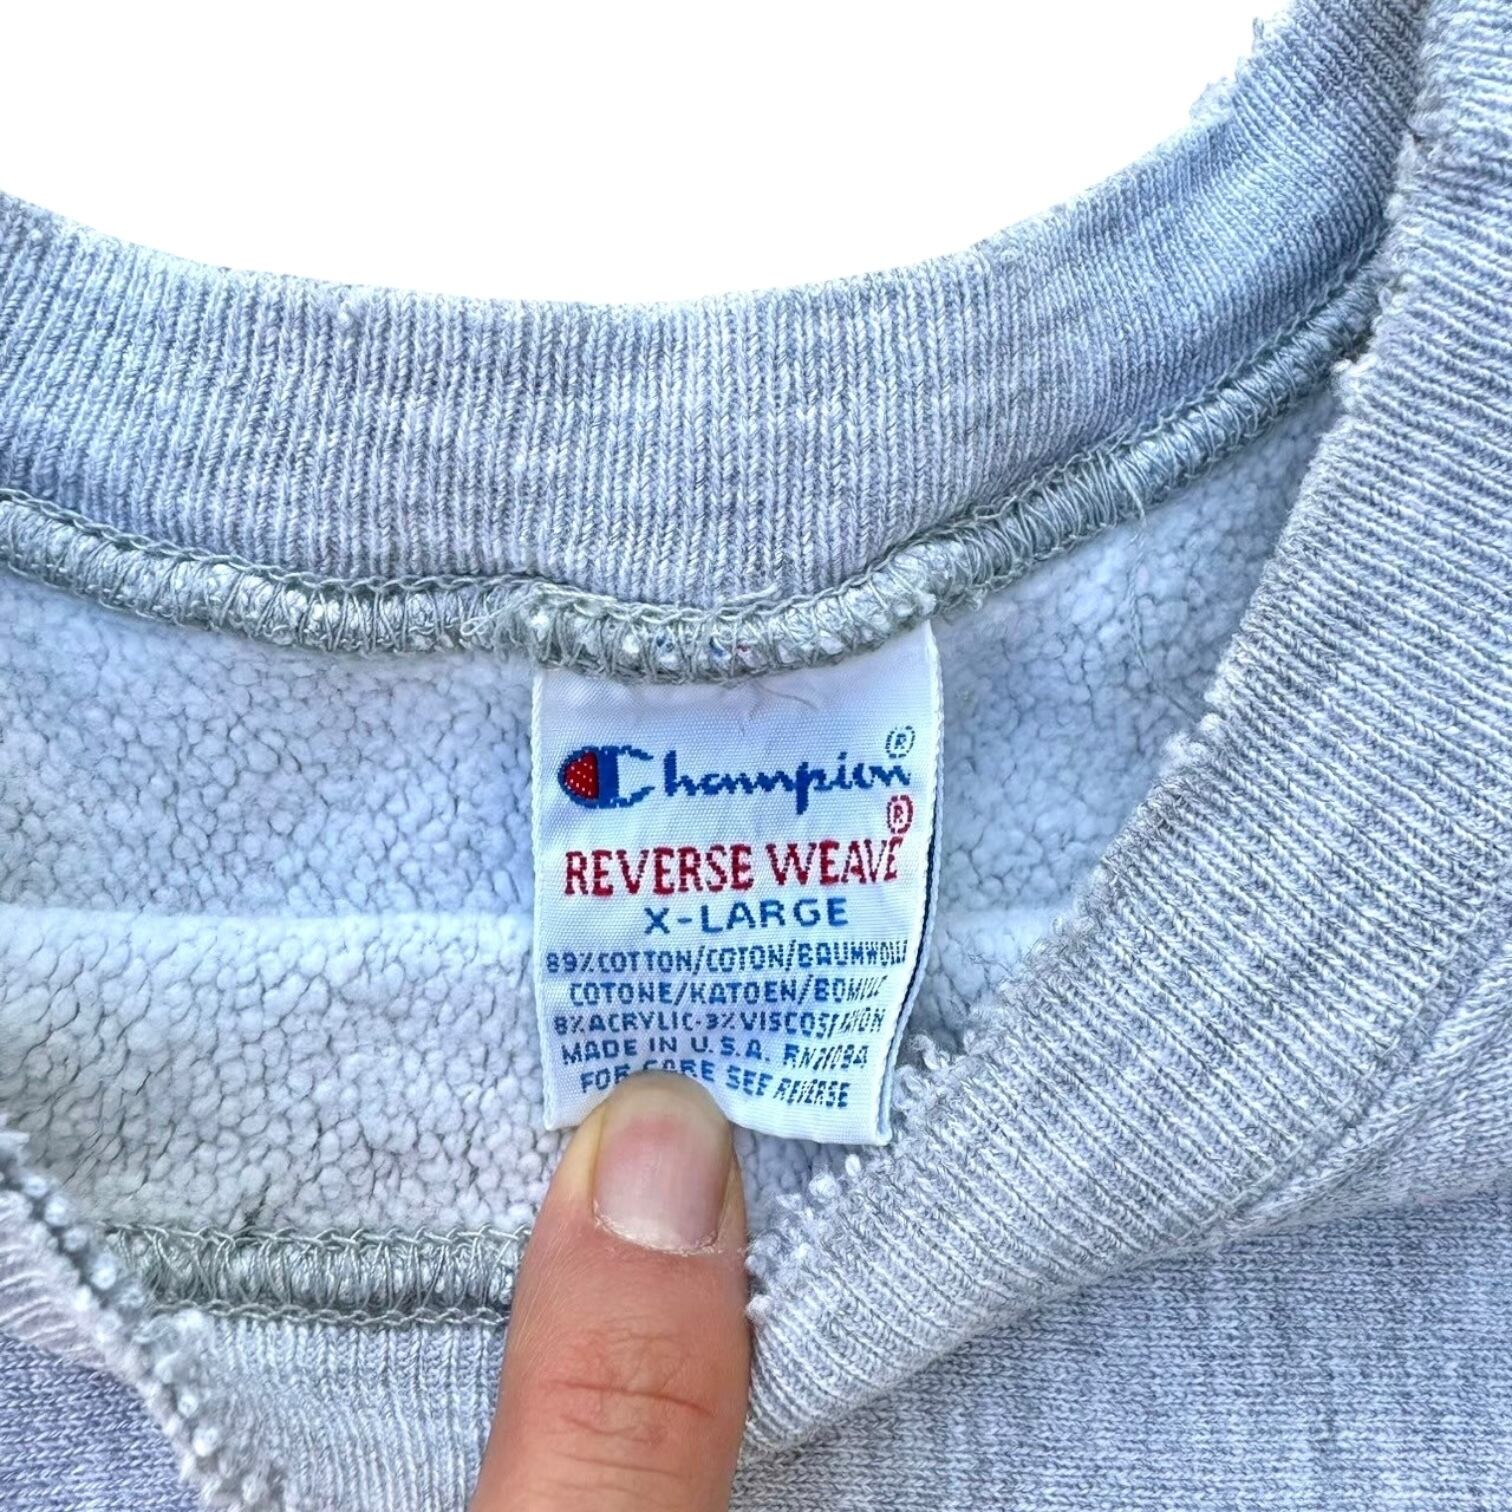 Champion®
REVERSE WEAVE®
X-LARGE
89% COTTON/COTON/BAUMWOLLE
COTONE/KATOEN/BOMULL
8% ACRYLIC-3% VISCOSE RAYON
MADE IN U.S.A. RN26094
FOR CARE SEE REVERSE